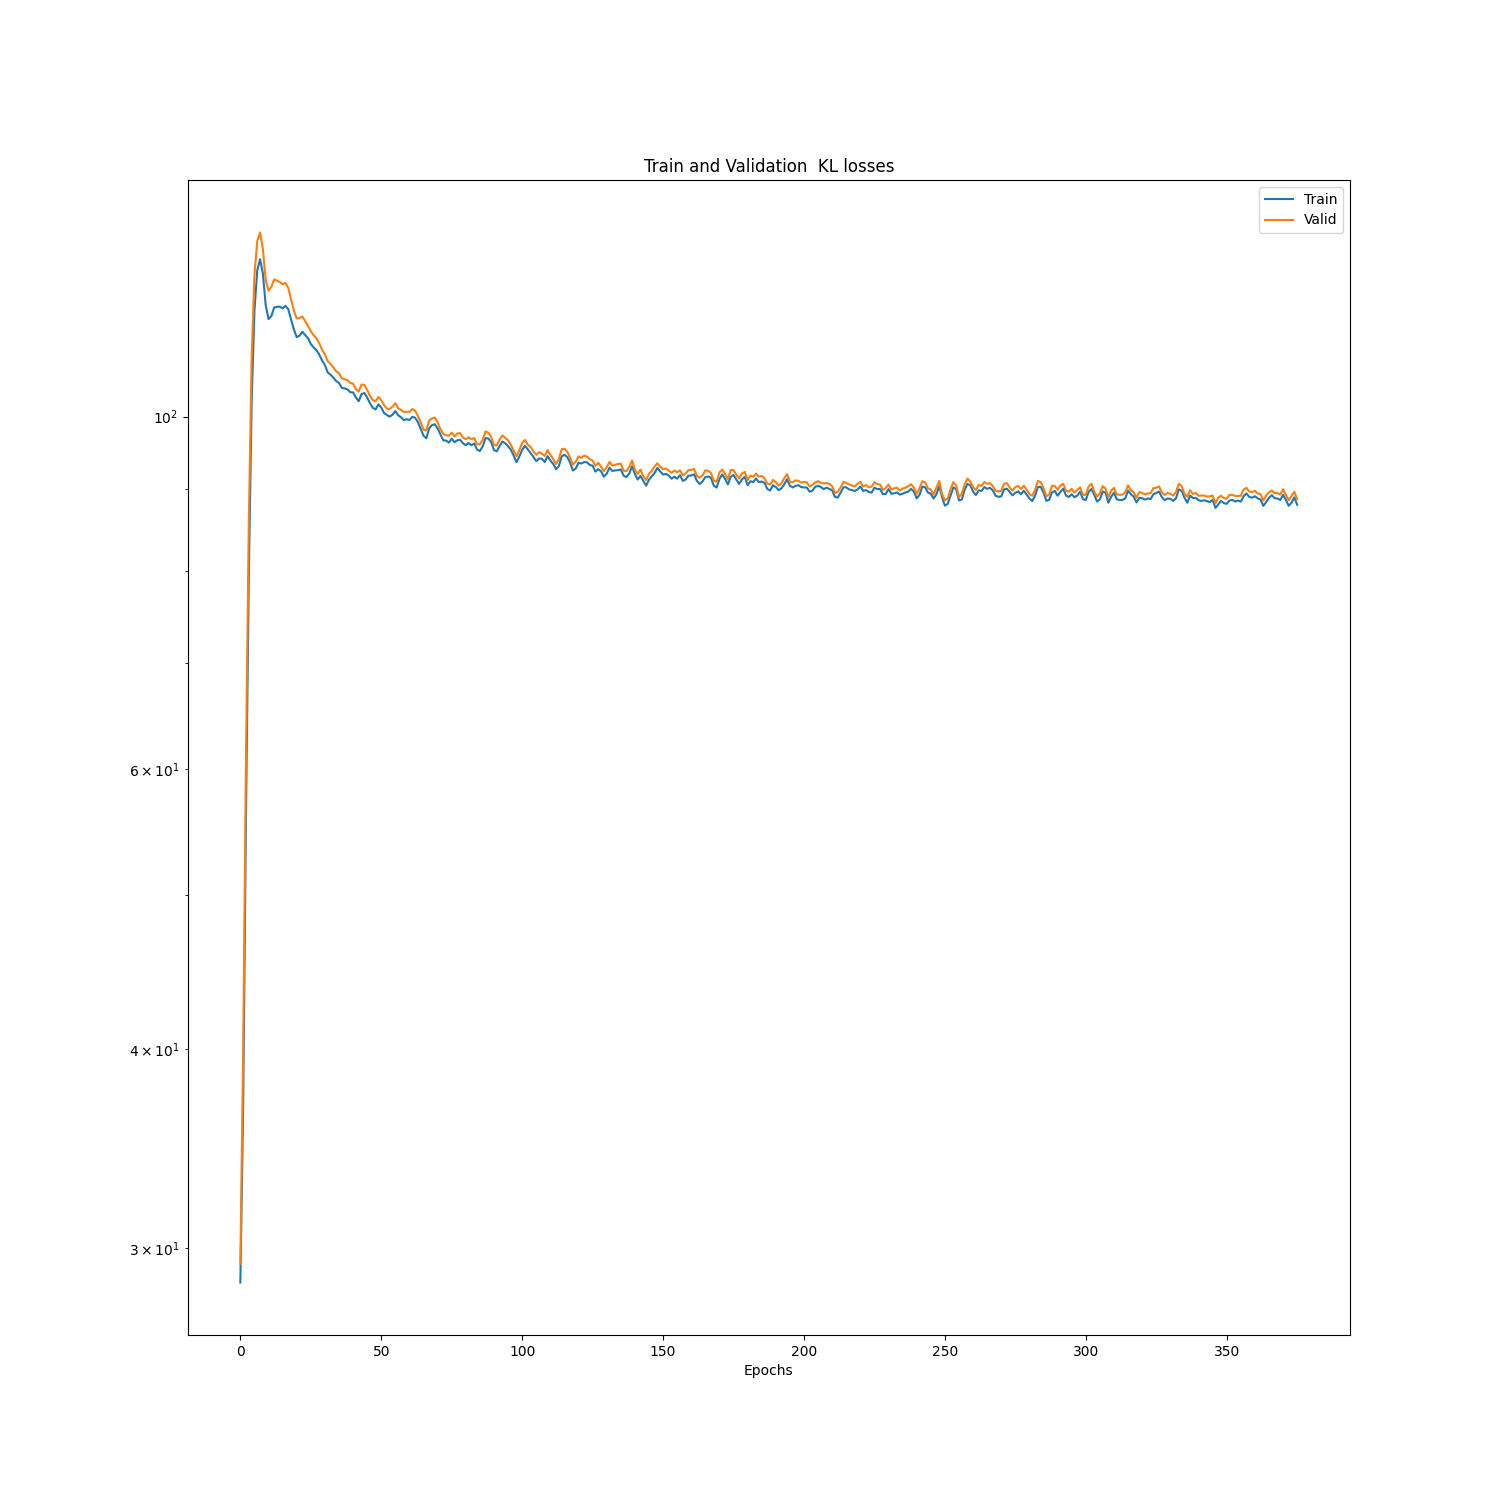 Train and Validation  KL losses
Train
Valid
10²
6 × 10¹
4 × 10¹
3 × 10¹
0 50 100 150 200 250 300 350
Epochs